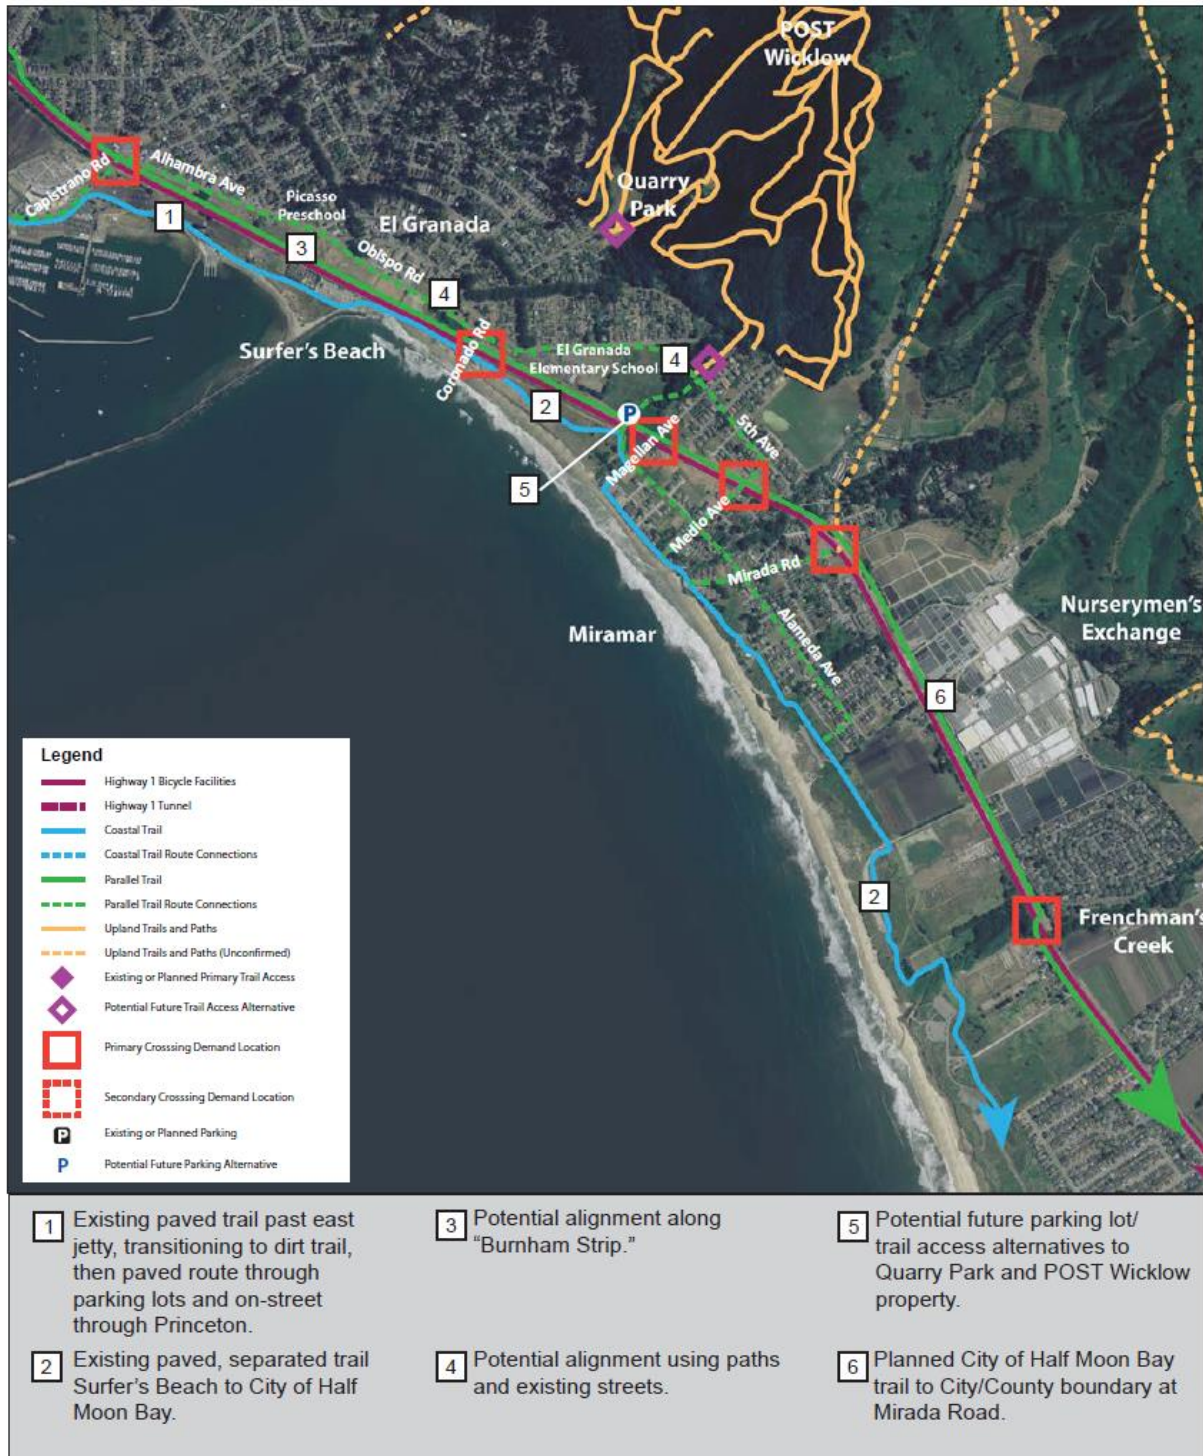 POST
Wicklow
Capistrano Rd
Alhambra Ave
Picasso
Preschool
Quarry
Park
El Granada
1
3
Obispo Rd
4
Surfer's Beach
Coronado Rd
El Granada
Elementary School
4
2
P
Magellan Ave
5th Ave
5
Medio Ave
Mirada Rd
Nurserymen's
Exchange
Miramar
Alameda Ave
6
2
Frenchman's
Creek
Legend
Highway 1 Bicycle Facilities
Highway 1 Tunnel
Coastal Trail
Coastal Trail Route Connections
Parallel Trail
Parallel Trail Route Connections
Upland Trails and Paths
Upland Trails and Paths (Unconfirmed)
Existing or Planned Primary Trail Access
Potential Future Trail Access Alternative
Primary Crosssing Demand Location
Secondary Crosssing Demand Location
P Existing or Planned Parking
P Potential Future Parking Alternative
1 Existing paved trail past east
jetty, transitioning to dirt trail,
then paved route through
parking lots and on-street
through Princeton.
2 Existing paved, separated trail
Surfer's Beach to City of Half
Moon Bay.
3 Potential alignment along
“Burnham Strip.”
4 Potential alignment using paths
and existing streets.
5 Potential future parking lot/
trail access alternatives to
Quarry Park and POST Wicklow
property.
6 Planned City of Half Moon Bay
trail to City/County boundary at
Mirada Road.